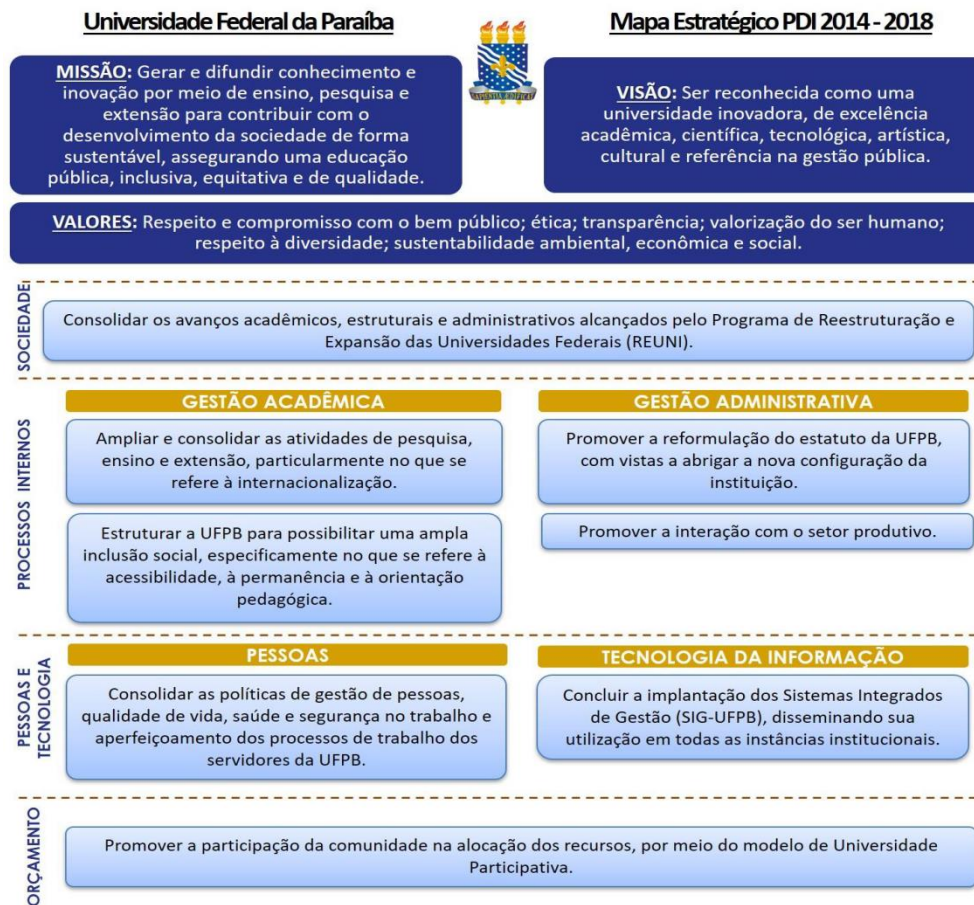 Universidade Federal da Paraíba
Mapa Estratégico PDI 2014 - 2018
MISSÃO: Gerar e difundir conhecimento e
inovação por meio de ensino, pesquisa e
extensão para contribuir com o
desenvolvimento da sociedade de forma
sustentável, assegurando uma educação
pública, inclusiva, equitativa e de qualidade.
SAPIENTIA ÆDIFICAT
VISÃO: Ser reconhecida como uma
universidade inovadora, de excelência
acadêmica, científica, tecnológica, artística,
cultural e referência na gestão pública.
VALORES: Respeito e compromisso com o bem público; ética; transparência; valorização do ser humano;
respeito à diversidade; sustentabilidade ambiental, econômica e social.
SOCIEDADE
Consolidar os avanços acadêmicos, estruturais e administrativos alcançados pelo Programa de Reestruturação e
Expansão das Universidades Federais (REUNI).
PROCESSOS INTERNOS
GESTÃO ACADÊMICA
Ampliar e consolidar as atividades de pesquisa,
ensino e extensão, particularmente no que se
refere à internacionalização.
Estruturar a UFPB para possibilitar uma ampla
inclusão social, especificamente no que se refere à
acessibilidade, à permanência e à orientação
pedagógica.
GESTÃO ADMINISTRATIVA
Promover a reformulação do estatuto da UFPB,
com vistas a abrigar a nova configuração da
instituição.
Promover a interação com o setor produtivo.
PESSOAS E
TECNOLOGIA
PESSOAS
Consolidar as políticas de gestão de pessoas,
qualidade de vida, saúde e segurança no trabalho e
aperfeiçoamento dos processos de trabalho dos
servidores da UFPB.
TECNOLOGIA DA INFORMAÇÃO
Concluir a implantação dos Sistemas Integrados
de Gestão (SIG-UFPB), disseminando sua
utilização em todas as instâncias institucionais.
ORÇAMENTO
Promover a participação da comunidade na alocação dos recursos, por meio do modelo de Universidade
Participativa.